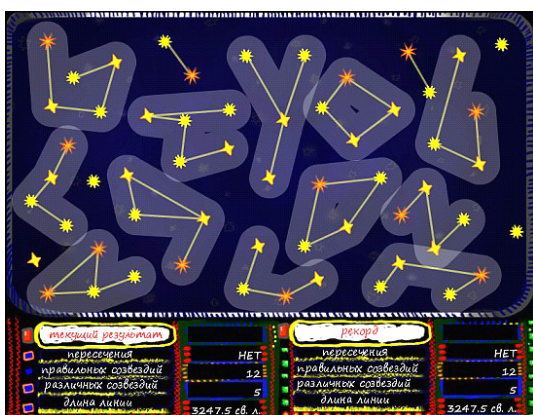 текущий результат
пересечения
НЕТ
правильных созвездий
12
различных созвездий
5
длина линии
3247.5 св. л.
рекорд
пересечения
НЕТ
правильных созвездий
12
различных созвездий
5
длина линии
3247.5 св. л.